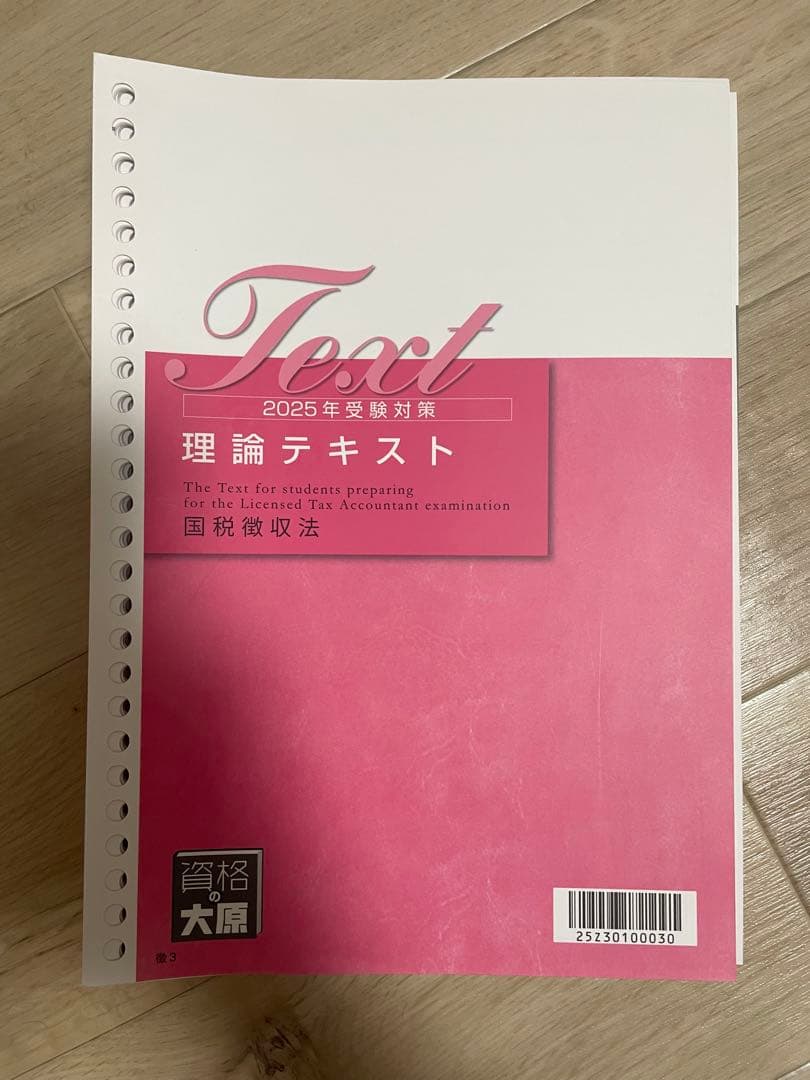 Text
2025年受験対策
理論テキスト
The Text for students preparing
for the Licensed Tax Accountant examination
国税徴収法
資格
の
大原
25Z30100030
徴3